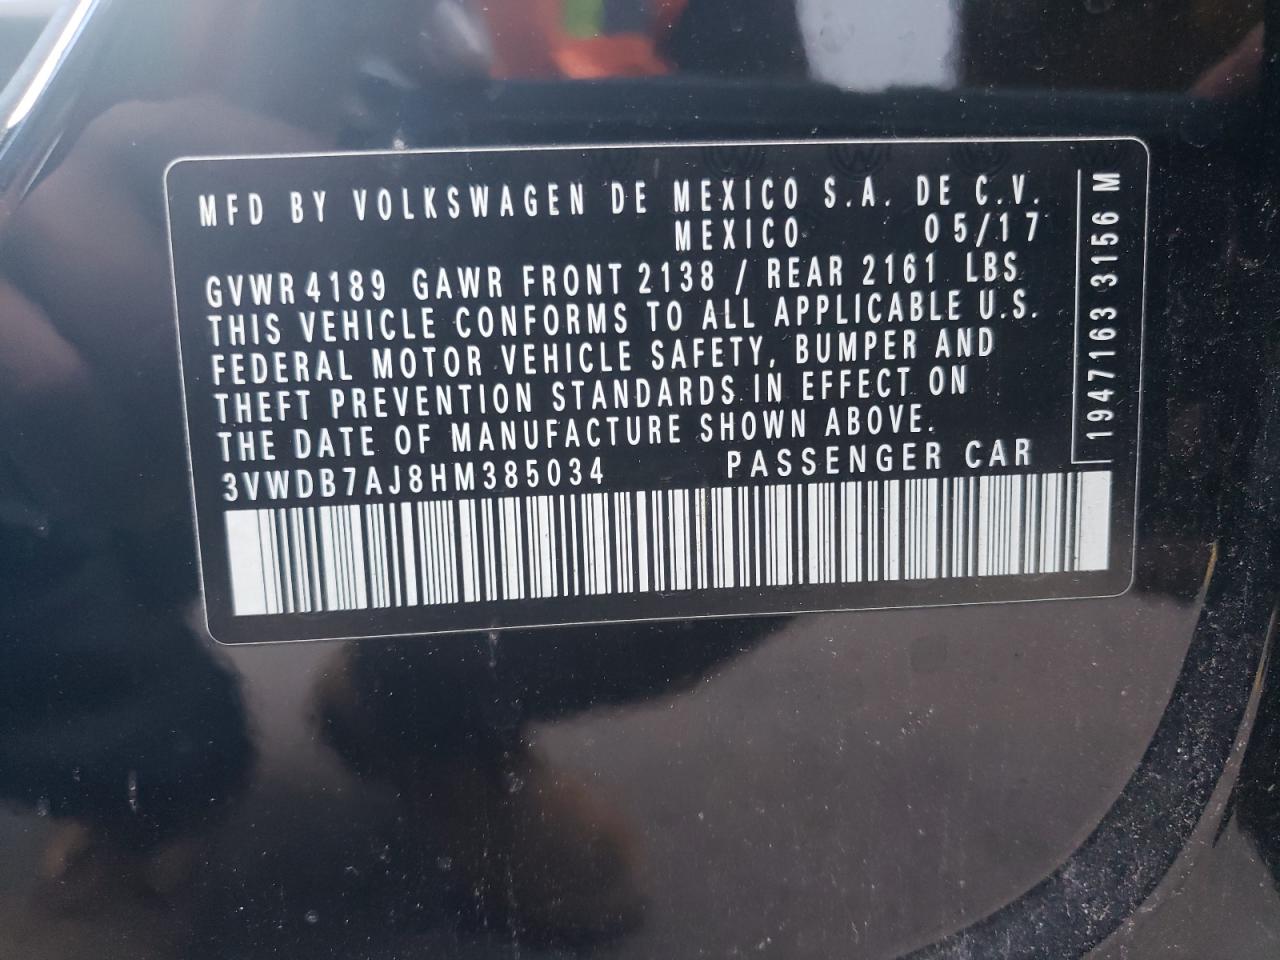 MFD BY VOLKSWAGEN DE MEXICO S.A. DE C.V.
MEXICO 05/17
GVWR 4189 GAWR FRONT 2138 / REAR 2161 LBS
THIS VEHICLE CONFORMS TO ALL APPLICABLE U.S.
FEDERAL MOTOR VEHICLE SAFETY, BUMPER AND
THEFT PREVENTION STANDARDS IN EFFECT ON
THE DATE OF MANUFACTURE SHOWN ABOVE.
3VWDB7AJ8HM385034 PASSENGER CAR
1947163 3156 M